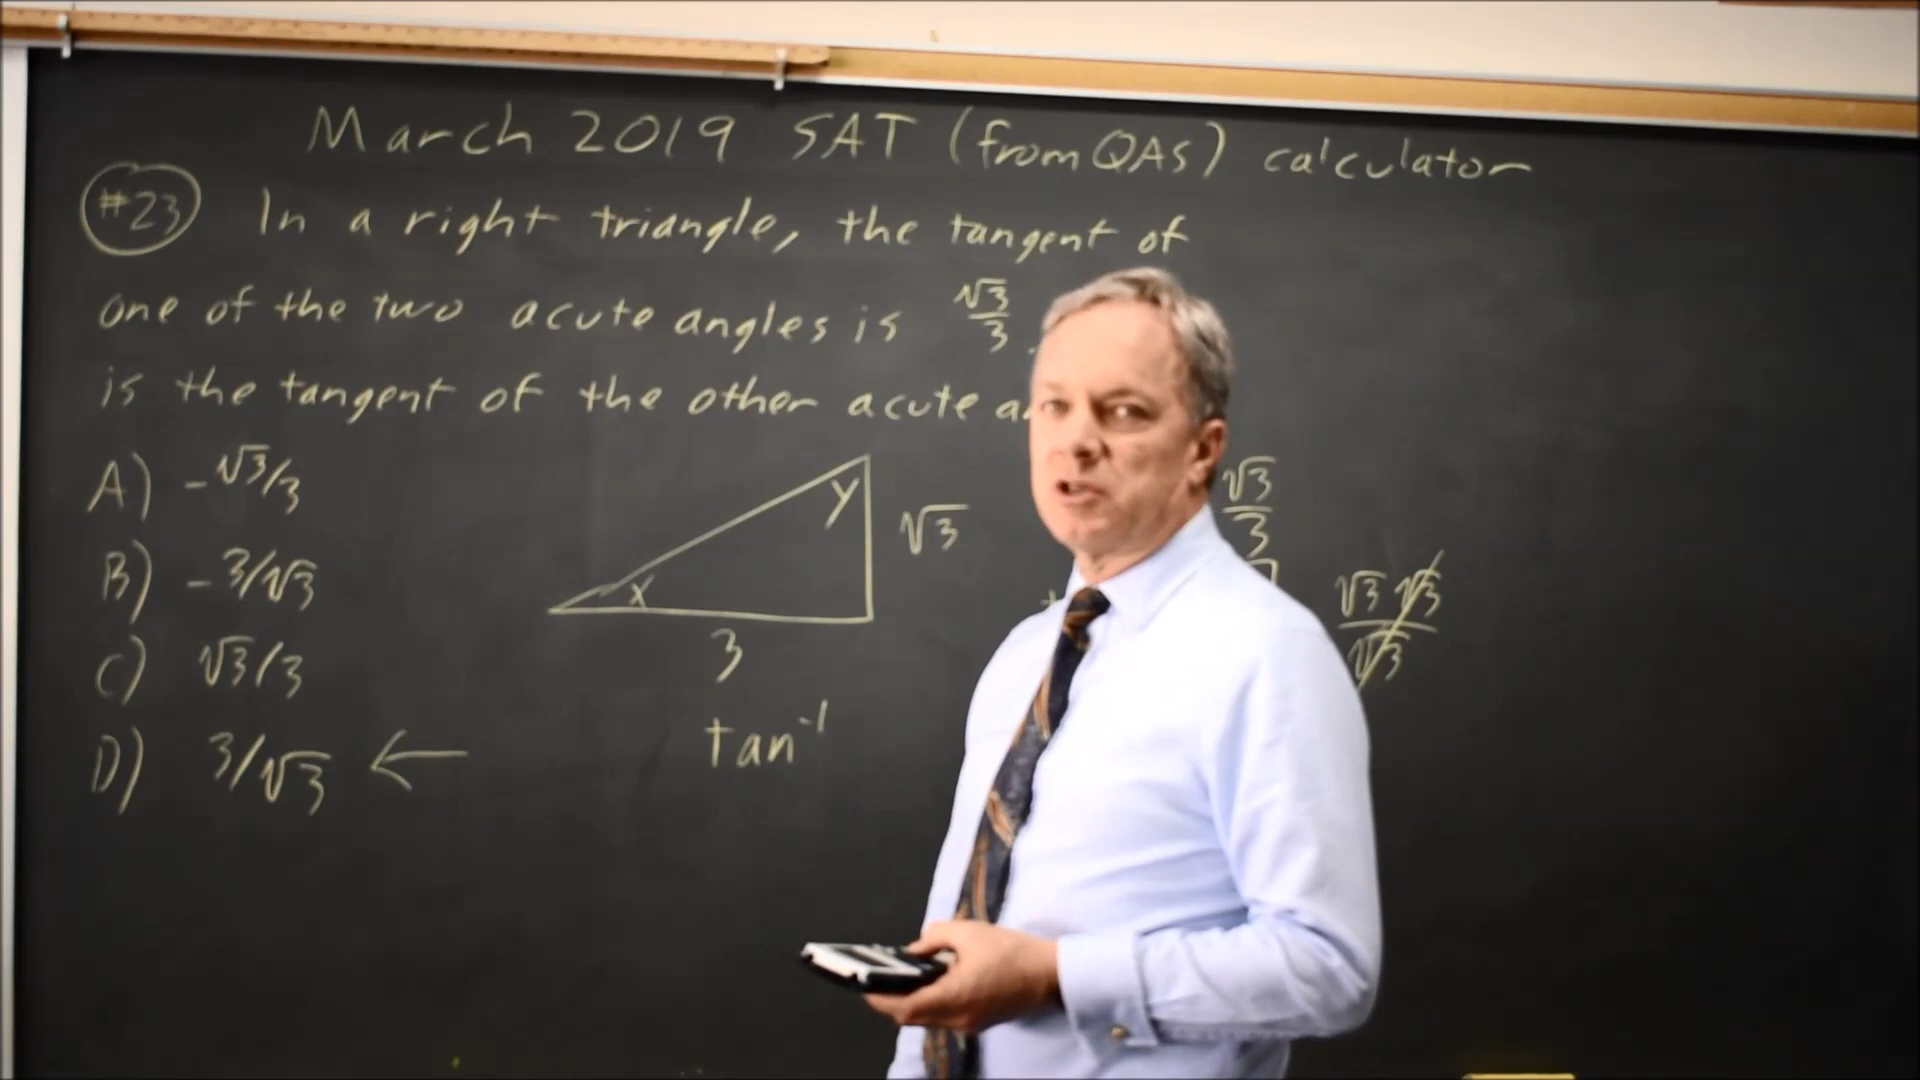 March 2019 SAT (from QAS) calculator
#23 In a right triangle, the tangent of
one of the two acute angles is √3/3.
is the tangent of the other acute
A) -√3/3
B) -3/√3
C) √3/3
D) 3/√3 ←
y
√3
x
3
tan⁻¹
√3/3
√3 √3/√3